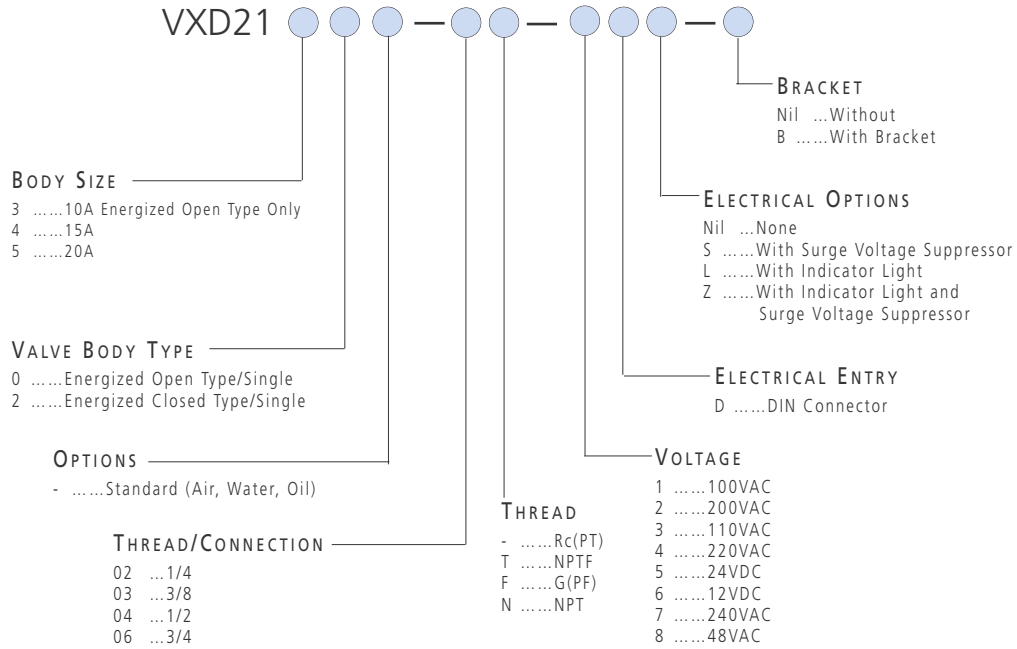 VXD21
BRACKET
Nil ...Without
B ......With Bracket
BODY SIZE
3 ......10A Energized Open Type Only
4 ......15A
5 ......20A
ELECTRICAL OPTIONS
Nil ...None
S ......With Surge Voltage Suppressor
L ......With Indicator Light
Z ......With Indicator Light and
Surge Voltage Suppressor
VALVE BODY TYPE
0 ......Energized Open Type/Single
2 ......Energized Closed Type/Single
ELECTRICAL ENTRY
D ......DIN Connector
OPTIONS
- ......Standard (Air, Water, Oil)
VOLTAGE
1 ......100VAC
2 ......200VAC
3 ......110VAC
4 ......220VAC
5 ......24VDC
6 ......12VDC
7 ......240VAC
8 ......48VAC
THREAD
- ......Rc(PT)
T ......NPTF
F ......G(PF)
N ......NPT
THREAD/CONNECTION
02 ...1/4
03 ...3/8
04 ...1/2
06 ...3/4